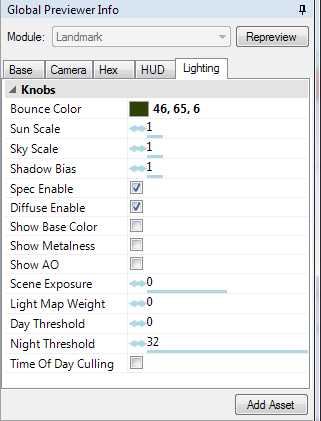 Global Previewer Info
Module: Landmark Repreview
Base Camera Hex HUD Lighting
Knobs
Bounce Color 46, 65, 6
Sun Scale 1
Sky Scale 1
Shadow Bias 1
Spec Enable
Diffuse Enable
Show Base Color
Show Metalness
Show AO
Scene Exposure 0
Light Map Weight 0
Day Threshold 0
Night Threshold 32
Time Of Day Culling
Add Asset